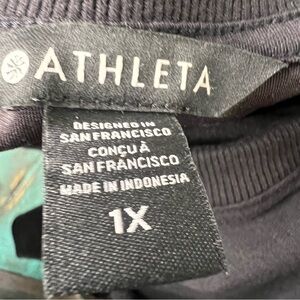 ATHLETA
DESIGNED IN
SAN FRANCISCO
CONÇU À
SAN FRANCISCO
MADE IN INDONESIA
1X